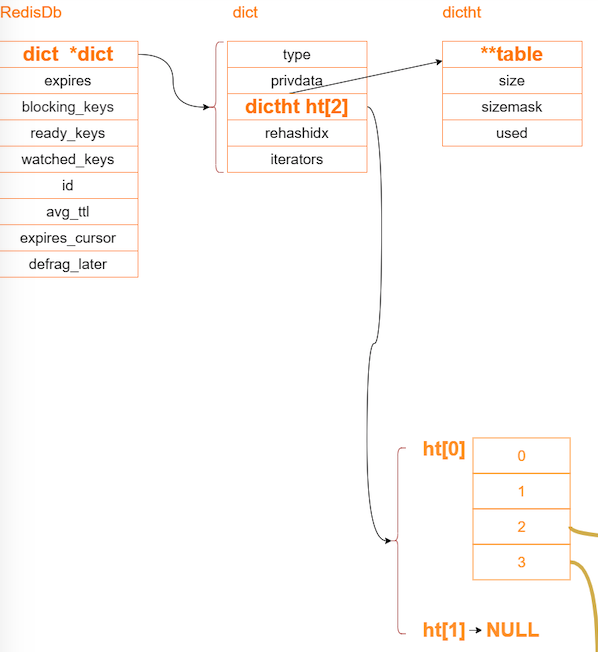 RedisDb
dict *dict
expires
blocking_keys
ready_keys
watched_keys
id
avg_ttl
expires_cursor
defrag_later
dict
type
privdata
dictht ht[2]
rehashidx
iterators
dictht
**table
size
sizemask
used
ht[0]
0
1
2
3
ht[1]
NULL